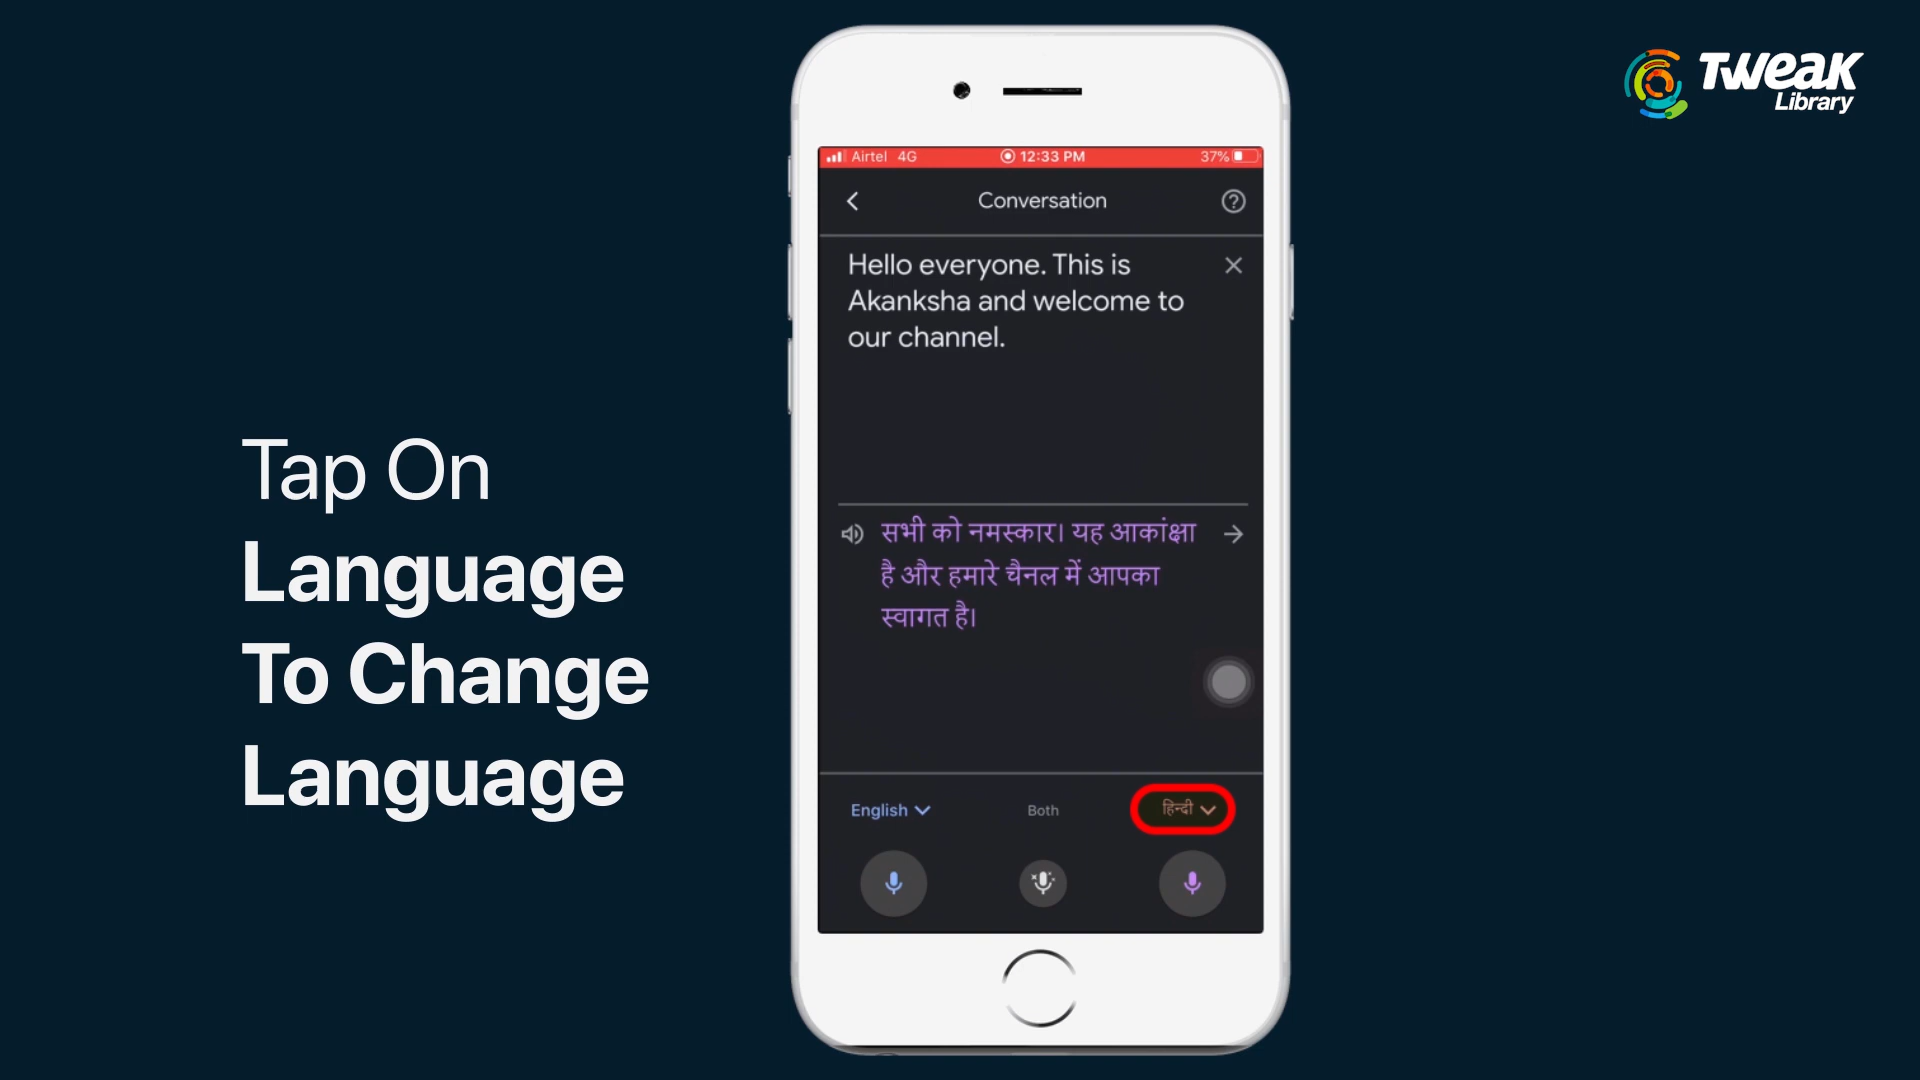 TWEAK
Library
Airtel 4G 12:33 PM 37%
Conversation
Hello everyone. This is
Akanksha and welcome to
our channel.
सभी को नमस्कार। यह आकांक्षा
है और हमारे चैनल में आपका
स्वागत है।
English Both हिन्दी
Tap On
Language
To Change
Language